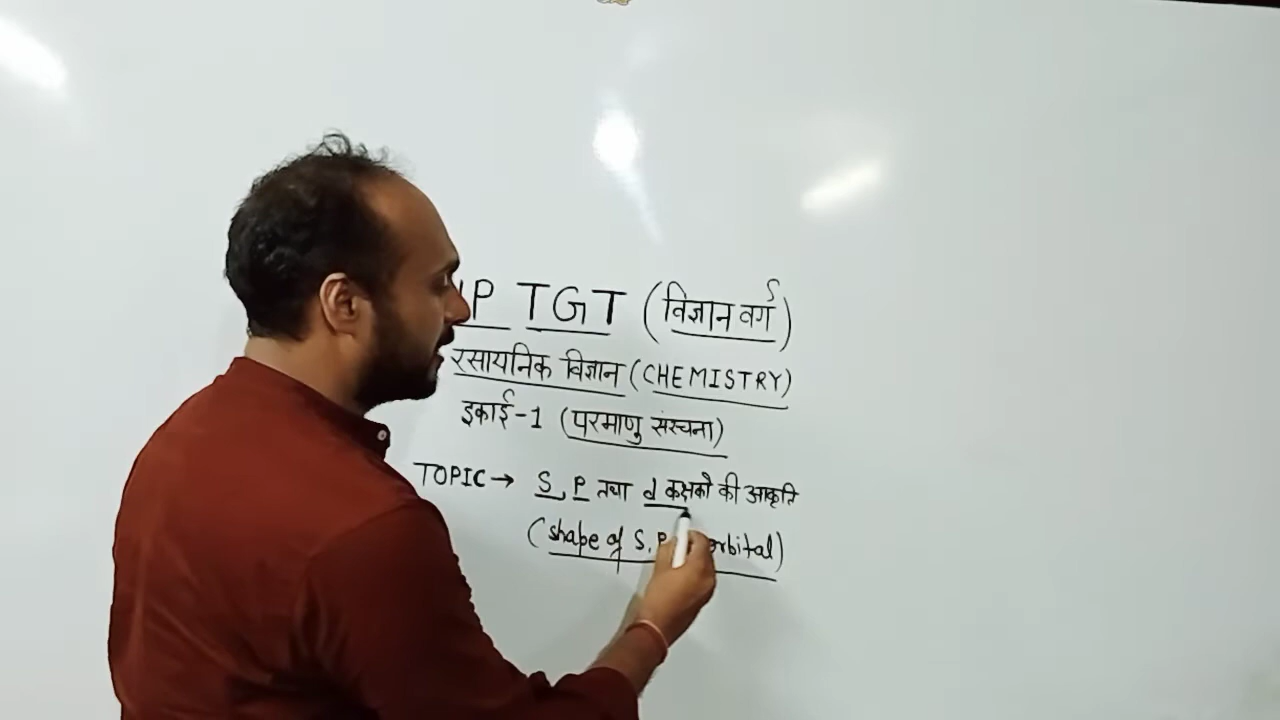 P TGT (विज्ञान वर्ग)
रसायनिक विज्ञान (CHEMISTRY)
इकाई-1 (परमाणु संरचना)
TOPIC → S, P तथा d कक्षकों की आकृति
(shape of S, P orbital)